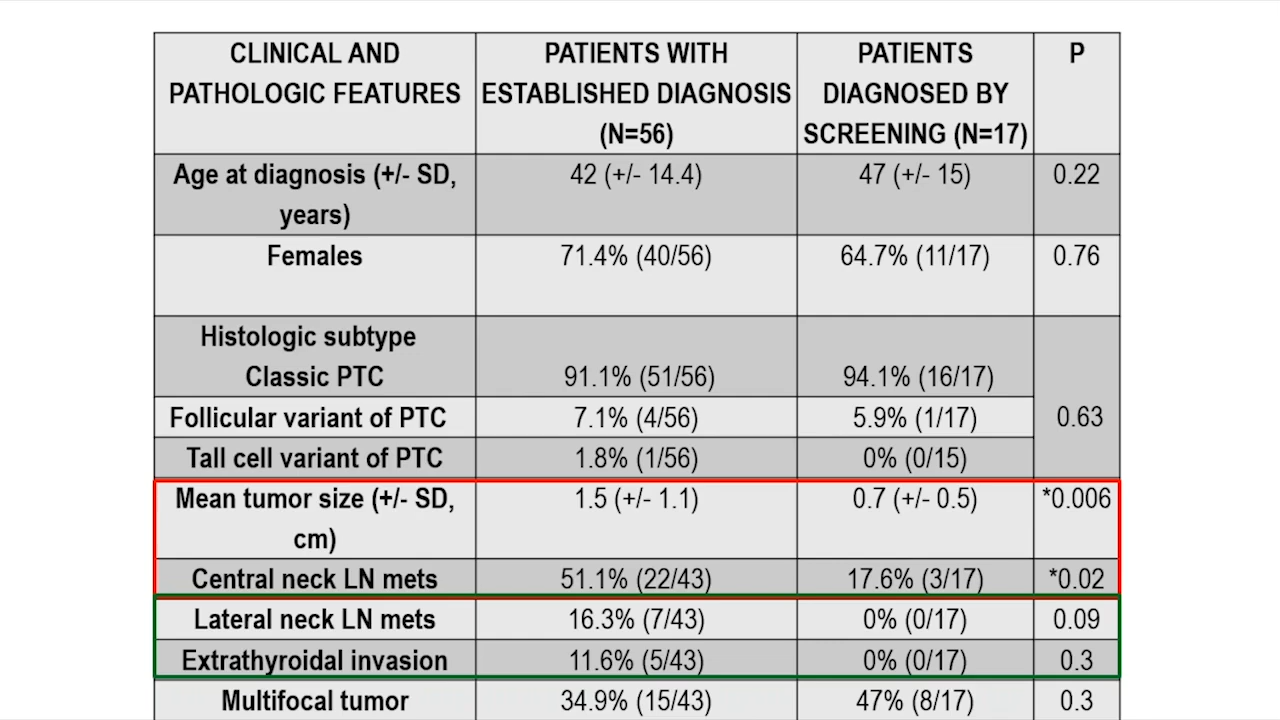 CLINICAL AND PATHOLOGIC FEATURES
PATIENTS WITH ESTABLISHED DIAGNOSIS (N=56)
PATIENTS DIAGNOSED BY SCREENING (N=17)
P
Age at diagnosis (+/- SD, years)
42 (+/- 14.4)
47 (+/- 15)
0.22
Females
71.4% (40/56)
64.7% (11/17)
0.76
Histologic subtype
Classic PTC
91.1% (51/56)
94.1% (16/17)
Follicular variant of PTC
7.1% (4/56)
5.9% (1/17)
0.63
Tall cell variant of PTC
1.8% (1/56)
0% (0/15)
Mean tumor size (+/- SD, cm)
1.5 (+/- 1.1)
0.7 (+/- 0.5)
*0.006
Central neck LN mets
51.1% (22/43)
17.6% (3/17)
*0.02
Lateral neck LN mets
16.3% (7/43)
0% (0/17)
0.09
Extrathyroidal invasion
11.6% (5/43)
0% (0/17)
0.3
Multifocal tumor
34.9% (15/43)
47% (8/17)
0.3